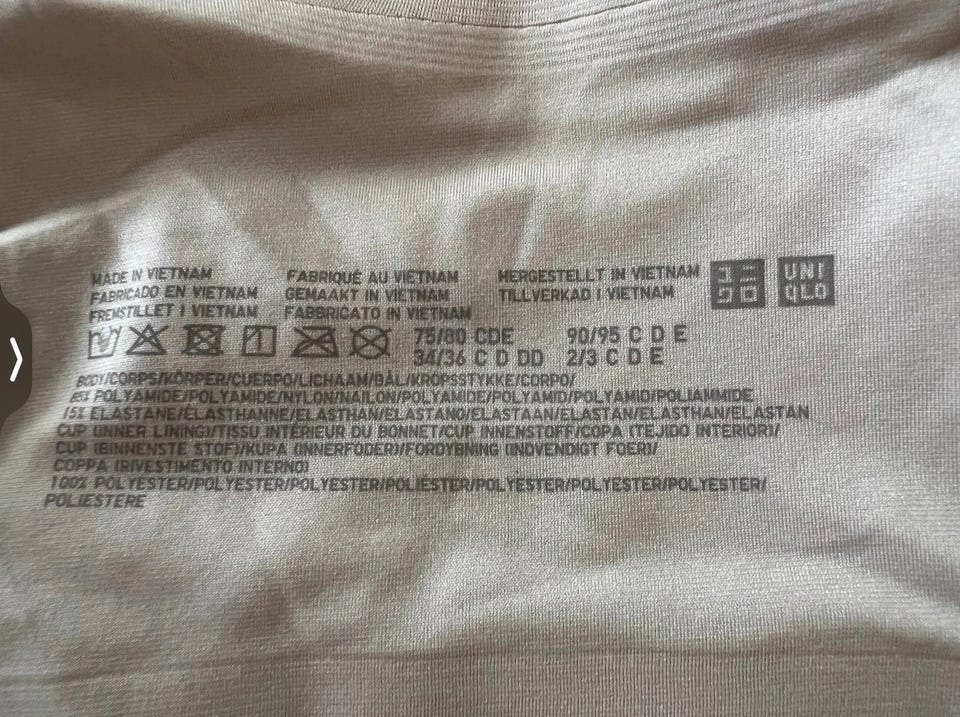 MADE IN VIETNAM FABRIQUÉ AU VIETNAM HERGESTELLT IN VIETNAM
FABRICADO EN VIETNAM GEMAAKT IN VIETNAM TILLVERKAD I VIETNAM
FREMSTILLET I VIETNAM FABBRICATO IN VIETNAM
ユニ
クロ
UNI
QLO
75/80 CDE 90/95 C D E
34/36 C D DD 2/3 C D E
BODY/CORPS/KÖRPER/CUERPO/LICHAAM/BÅL/KROPSSTYKKE/CORPO/
85% POLYAMIDE/POLYAMIDE/NYLON/NAILON/POLYAMIDE/POLYAMID/POLYAMID/POLIAMMIDE
15% ELASTANE/ÉLASTHANNE/ELASTHAN/ELASTANO/ELASTAAN/ELASTAN/ELASTHAN/ELASTAN
CUP (INNER LINING)/TISSU INTÉRIEUR DU BONNET/CUP INNENSTOFF/COPA (TEJIDO INTERIOR)/
CUP (BINNENSTE STOF)/KUPA (INNERFODER)/FORDYBNING (INDVENDIGT FOER)/
COPPA (RIVESTIMENTO INTERNO)
100% POLYESTER/POLYESTER/POLYESTER/POLIÉSTER/POLYESTER/POLYESTER/POLYESTER/
POLIESTERE